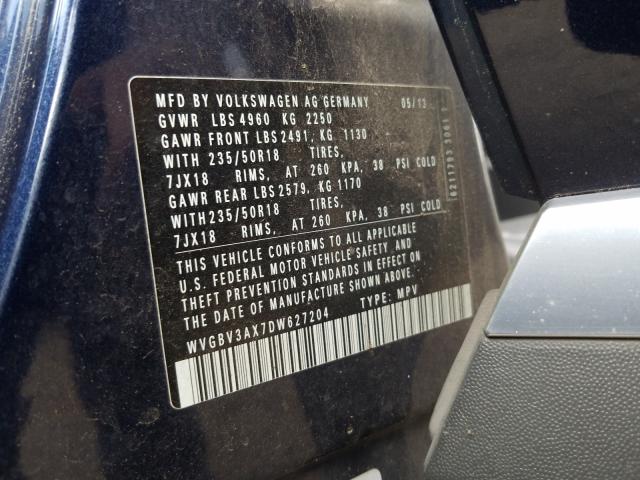 MFD BY VOLKSWAGEN AG GERMANY 05/13
GVWR LBS 4960 KG 2250
GAWR FRONT LBS 2491, KG 1130
WITH 235/50R18 TIRES,
7JX18 RIMS, AT 260 KPA, 38 PSI COLD
GAWR REAR LBS 2579, KG 1170
WITH 235/50R18 TIRES,
7JX18 RIMS, AT 260 KPA, 38 PSI COLD
THIS VEHICLE CONFORMS TO ALL APPLICABLE
U.S. FEDERAL MOTOR VEHICLE SAFETY AND
THEFT PREVENTION STANDARDS IN EFFECT ON
THE DATE OF MANUFACTURE SHOWN ABOVE.
WVGBV3AX7DW627204 TYPE: MPV